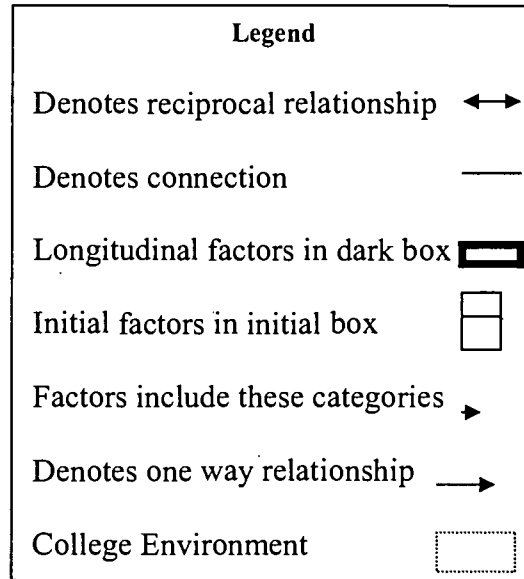 Legend
Denotes reciprocal relationship
Denotes connection
Longitudinal factors in dark box
Initial factors in initial box
Factors include these categories
Denotes one way relationship
College Environment